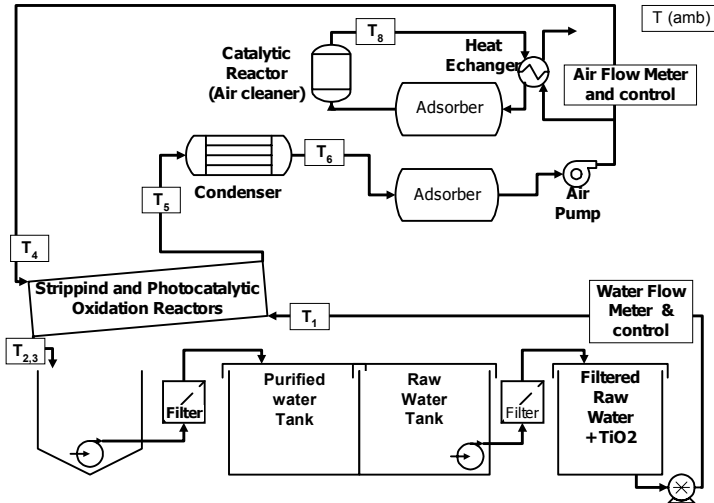 T (amb)
T8
Catalytic
Reactor
(Air cleaner)
Heat
Echanger
Air Flow Meter
and control
Adsorber
T6
Condenser
Adsorber
T5
Air
Pump
T4
Strippind and Photocatalytic
Oxidation Reactors
T1
Water Flow
Meter &
control
T2,3
Purified
water
Tank
Raw
Water
Tank
Filtered
Raw
Water
+TiO2
Filter
Filter